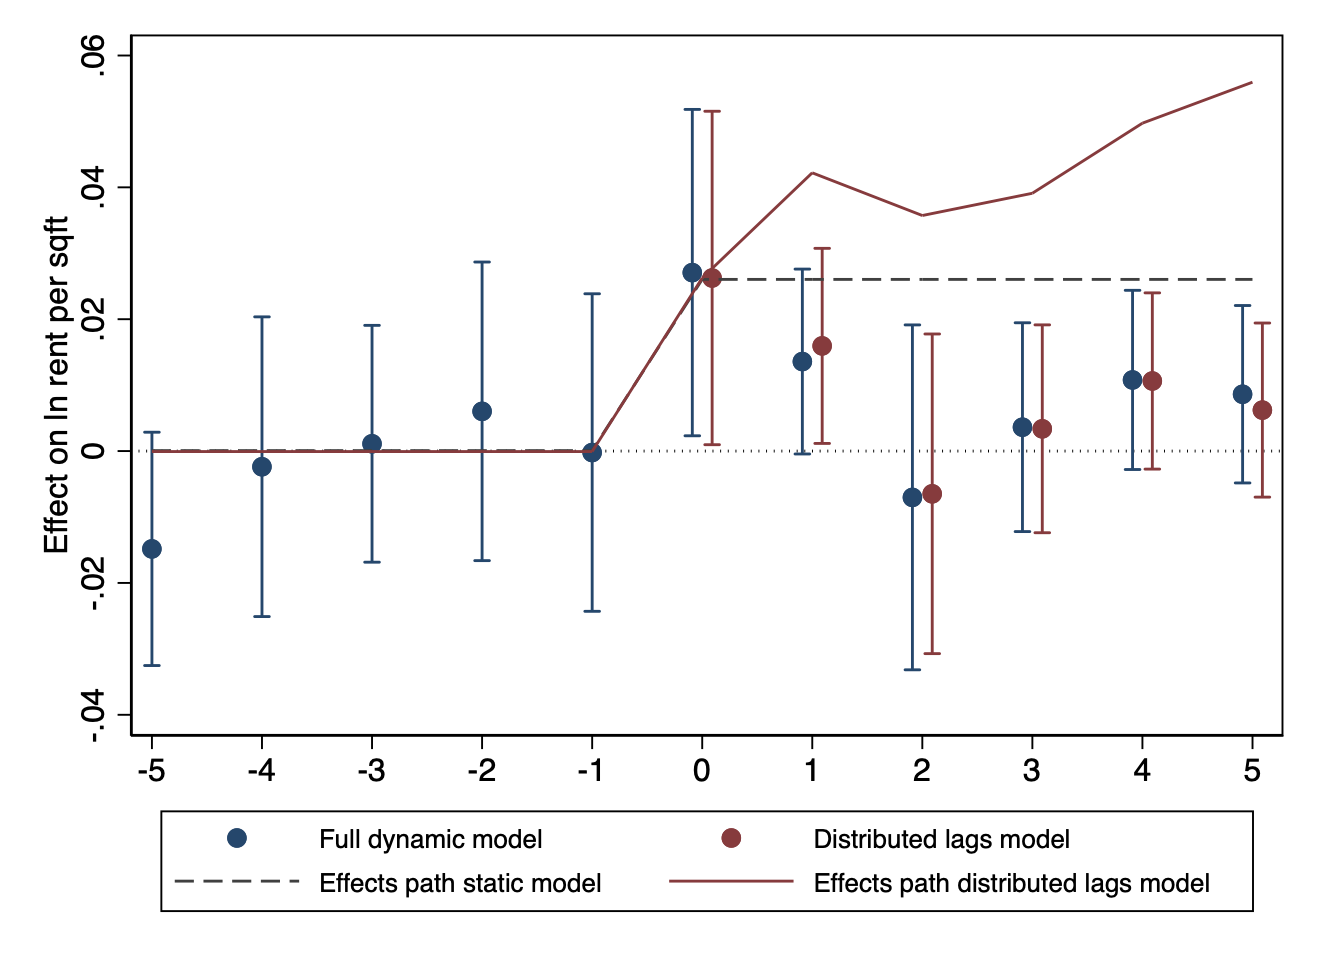 Effect on ln rent per sqft
.06
.04
.02
0
-.02
-.04
-5 -4 -3 -2 -1 0 1 2 3 4 5
Full dynamic model Distributed lags model
Effects path static model Effects path distributed lags model